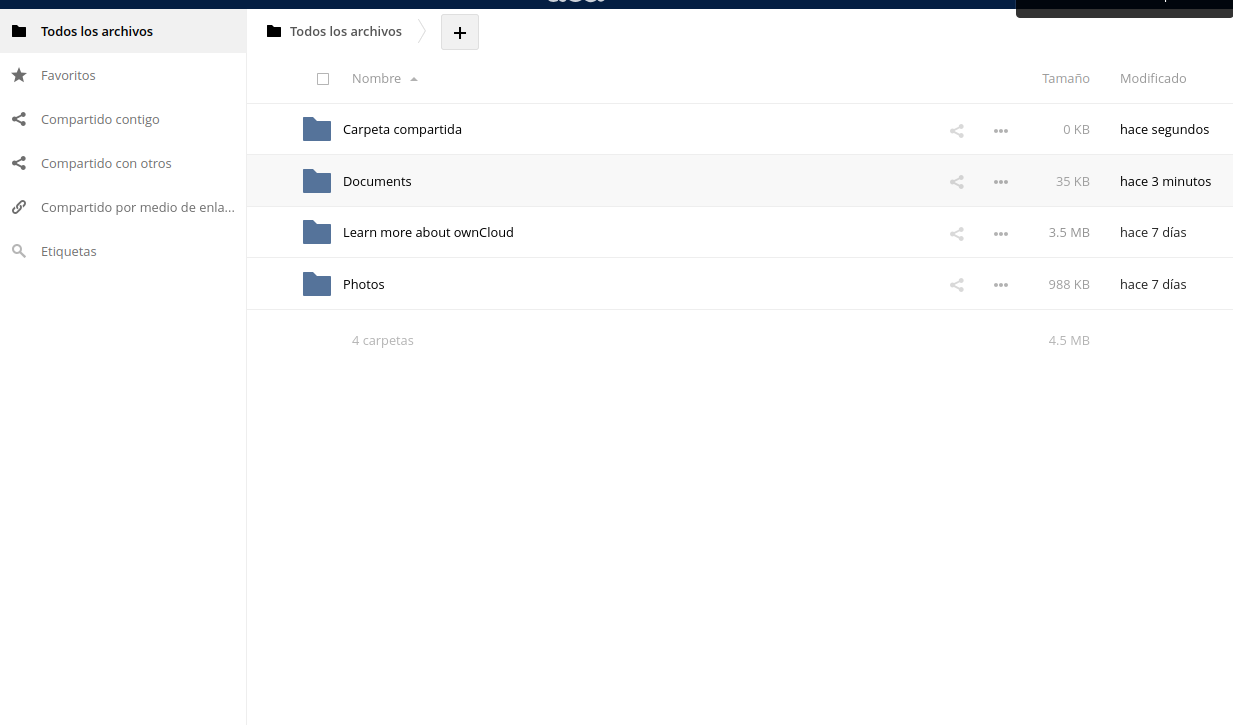 Todos los archivos
Favoritos
Compartido contigo
Compartido con otros
Compartido por medio de enla...
Etiquetas
Todos los archivos
+
Nombre Tamaño Modificado
Carpeta compartida 0 KB hace segundos
Documents 35 KB hace 3 minutos
Learn more about ownCloud 3.5 MB hace 7 días
Photos 988 KB hace 7 días
4 carpetas 4.5 MB